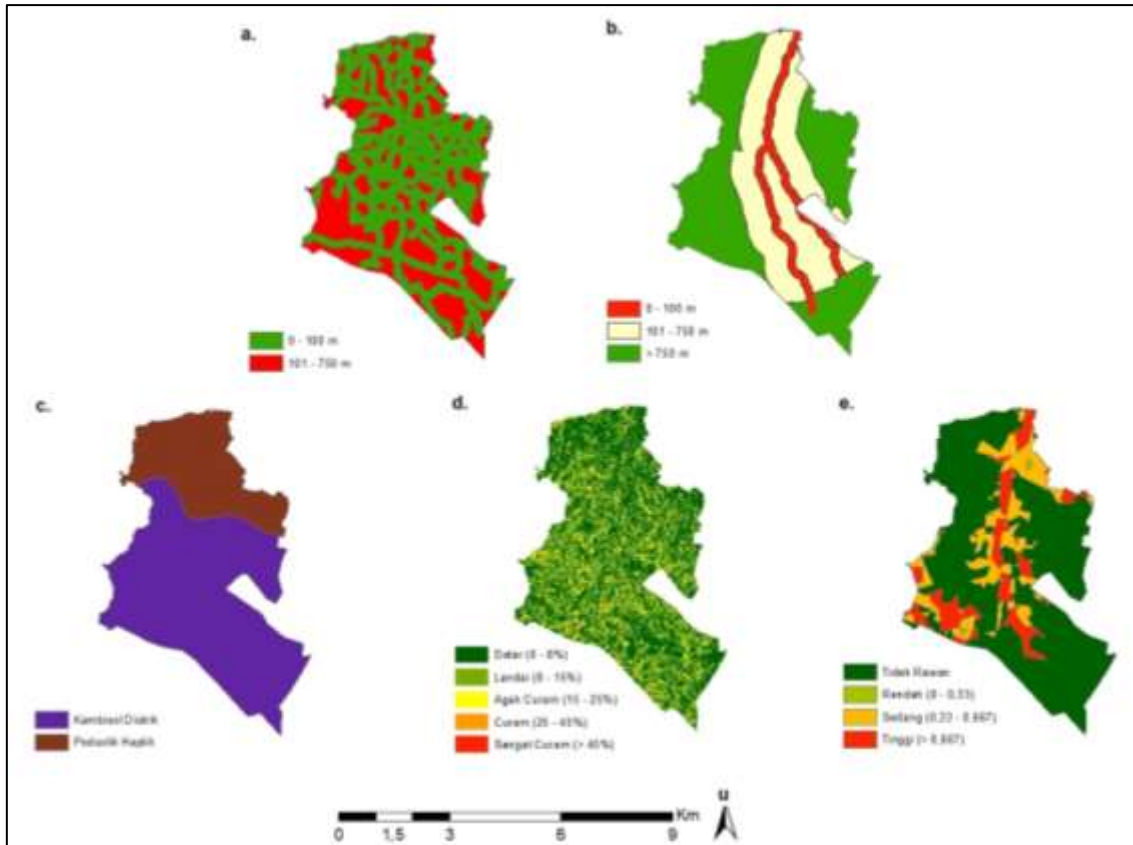 a.
b.
0 - 100 m
101 - 750 m
0 - 100 m
101 - 750 m
> 750 m
c.
d.
e.
Kambisol Distrik
Podsolik Haplik
Datar (0 - 8%)
Landai (8 - 15%)
Agak Curam (15 - 25%)
Curam (25 - 45%)
Sangat Curam (> 45%)
Tidak Rawan
Rendah (0 - 0,33)
Sedang (0,33 - 0,667)
Tinggi (> 0,667)
0 1,5 3 6 9 Km
u